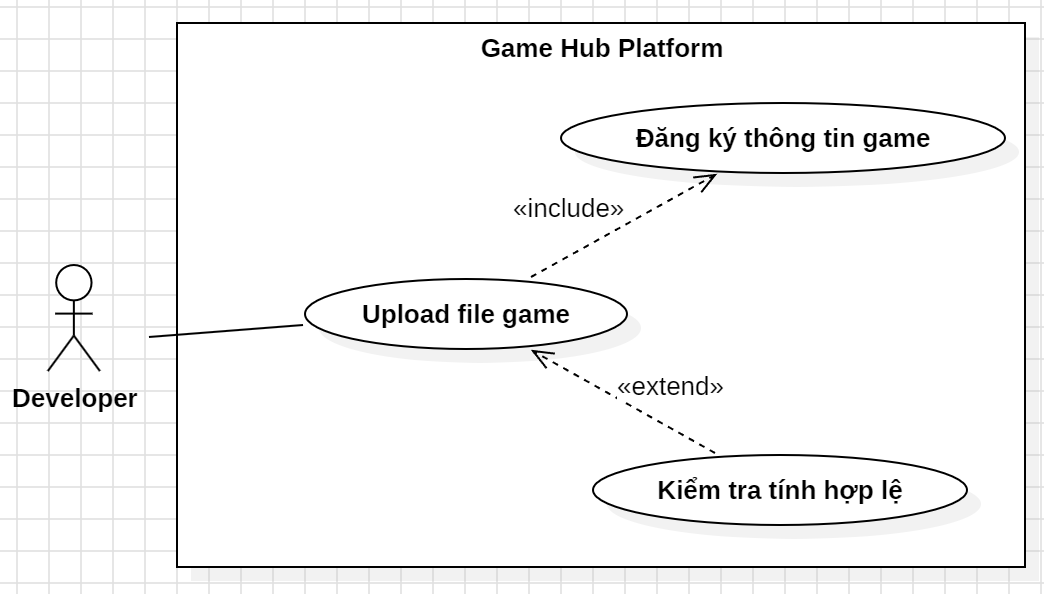 Game Hub Platform
Đăng ký thông tin game
«include»
Upload file game
«extend»
Developer
Kiểm tra tính hợp lệ